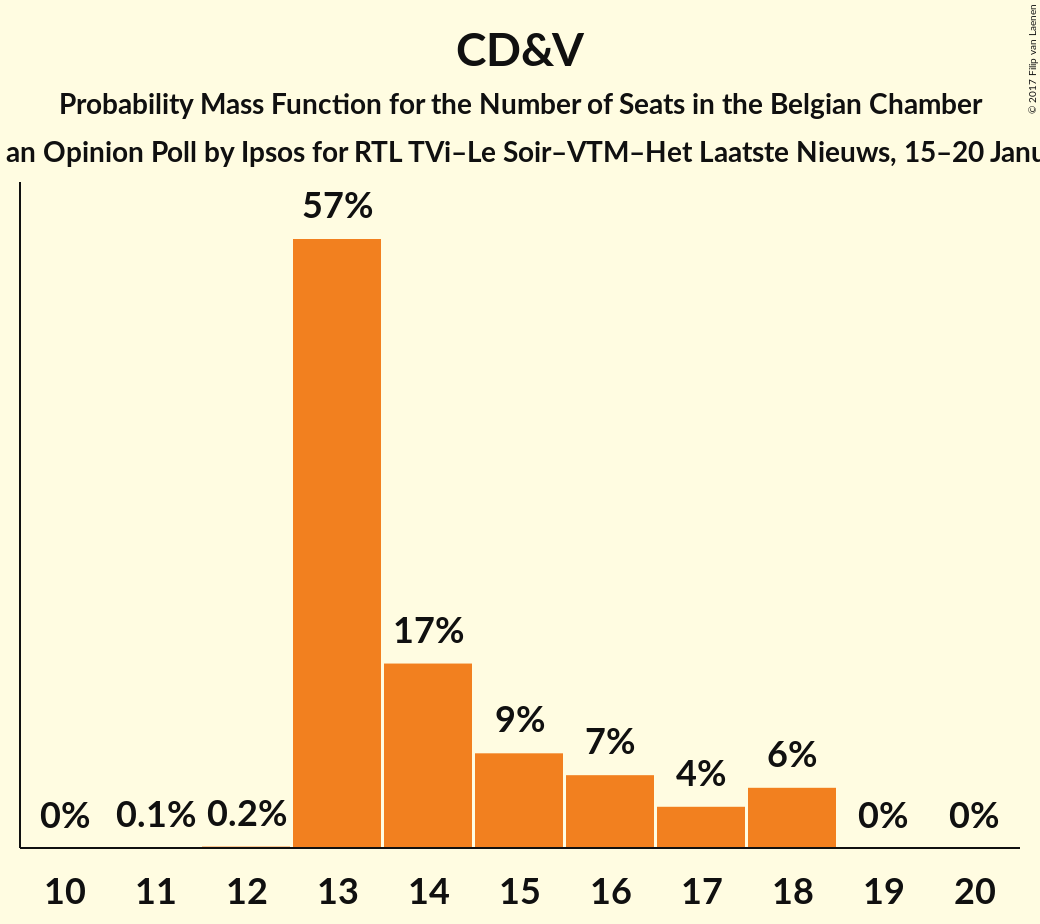 CD&V
Probability Mass Function for the Number of Seats in the Belgian Chamber
an Opinion Poll by Ipsos for RTL TVi–Le Soir–VTM–Het Laatste Nieuws, 15–20
© 2017 Filip van Laenen
57%
17%
9%
7%
4%
6%
0% 0.1% 0.2% 0% 0%
10 11 12 13 14 15 16 17 18 19 20